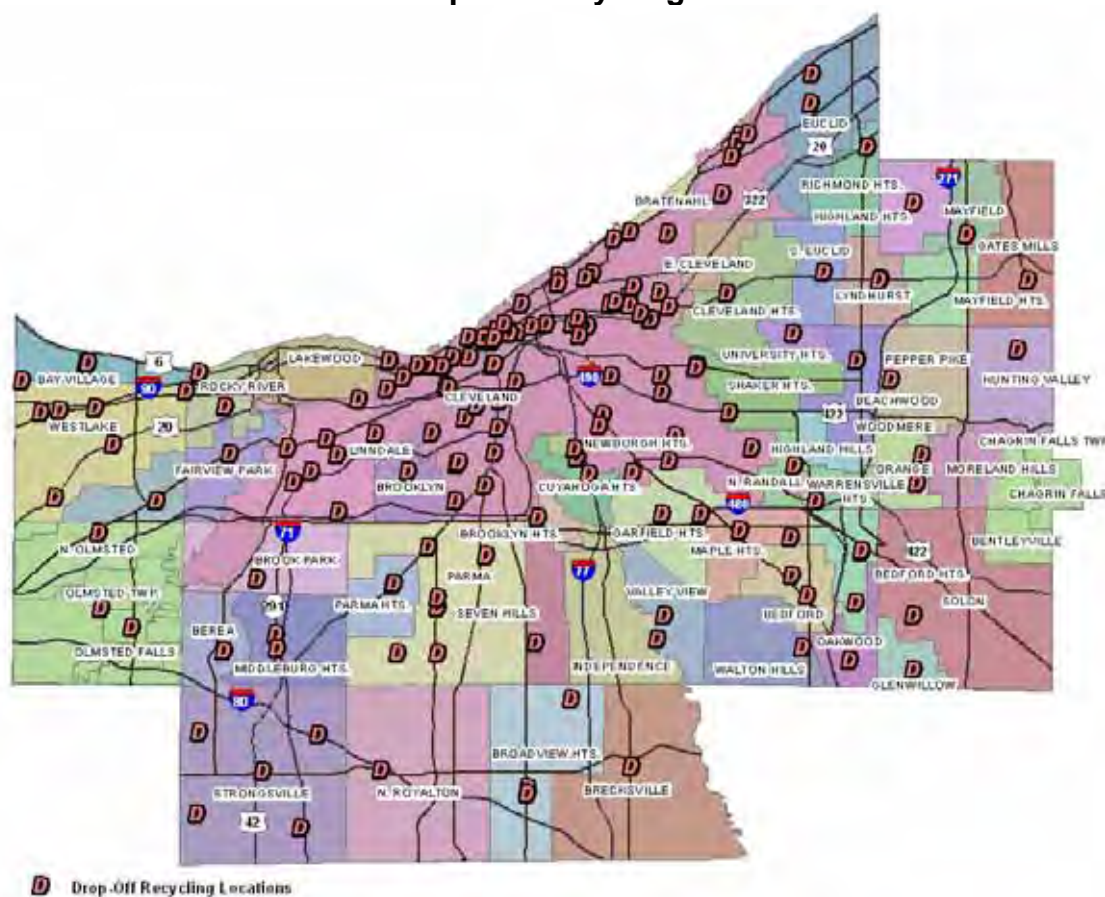 EUCLID
20
RICHMOND HTS.
271
BRATENAHL
322
HIGHLAND HTS.
MAYFIELD
GATES MILLS
S. EUCLID
E. CLEVELAND
LYNDHURST
MAYFIELD HTS.
CLEVELAND HTS.
6
LAKEWOOD
UNIVERSITY HTS.
PEPPER PIKE
BAY VILLAGE
90
ROCKY RIVER
490
SHAKER HTS.
HUNTING VALLEY
CLEVELAND
BEACHWOOD
WESTLAKE
20
422
WOODMERE
LINNDALE
NEWBURGH HTS.
HIGHLAND HILLS
CHAGRIN FALLS TWP.
FAIRVIEW PARK
BROOKLYN
CUYAHOGA HTS.
N. RANDALL
WARRENSVILLE HTS.
ORANGE
MORELAND HILLS
CHAGRIN FALLS
480
71
BROOKLYN HTS.
GARFIELD HTS.
MAPLE HTS.
BENTLEYVILLE
N. OLMSTED
BROOK PARK
422
PARMA
77
BEDFORD HTS.
OLMSTED TWP.
PARMA HTS.
VALLEY VIEW
SOLON
SEVEN HILLS
BEDFORD
BEREA
OLMSTED FALLS
MIDDLEBURG HTS.
INDEPENDENCE
WALTON HILLS
OAKWOOD
GLENWILLOW
80
BROADVIEW HTS.
STRONGSVILLE
N. ROYALTON
BRECKSVILLE
42
D Drop-Off Recycling Locations